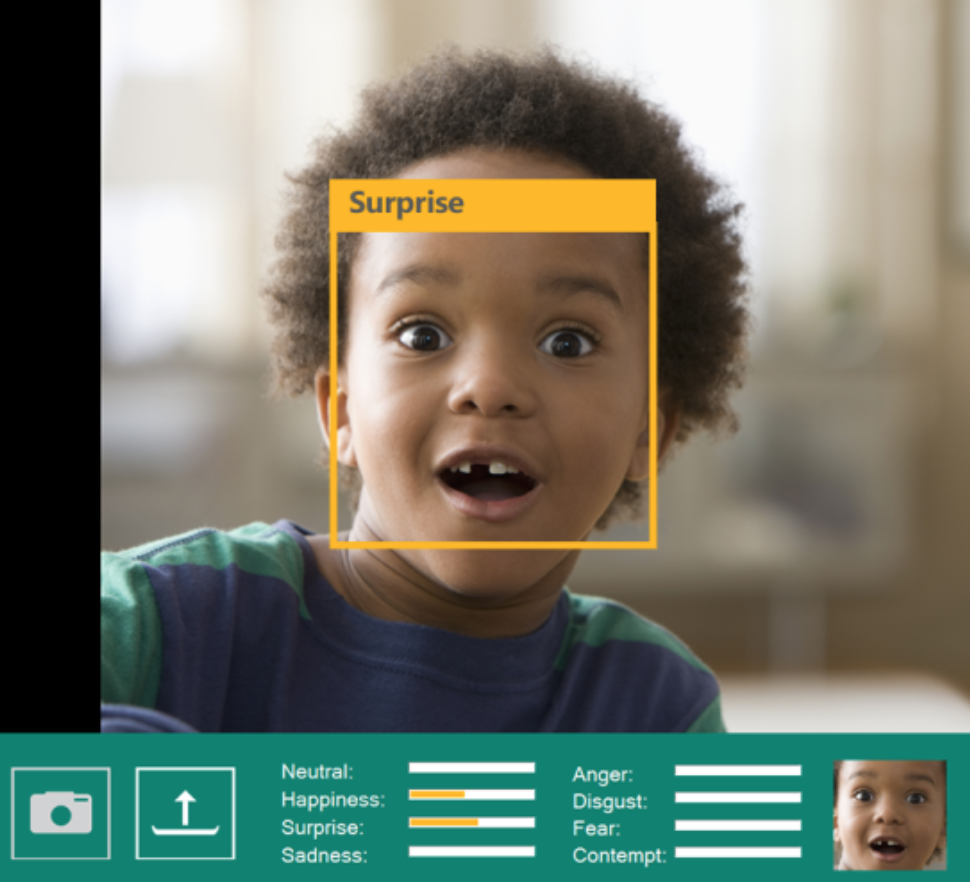 Surprise
Neutral:
Happiness:
Surprise:
Sadness:
Anger:
Disgust:
Fear:
Contempt: